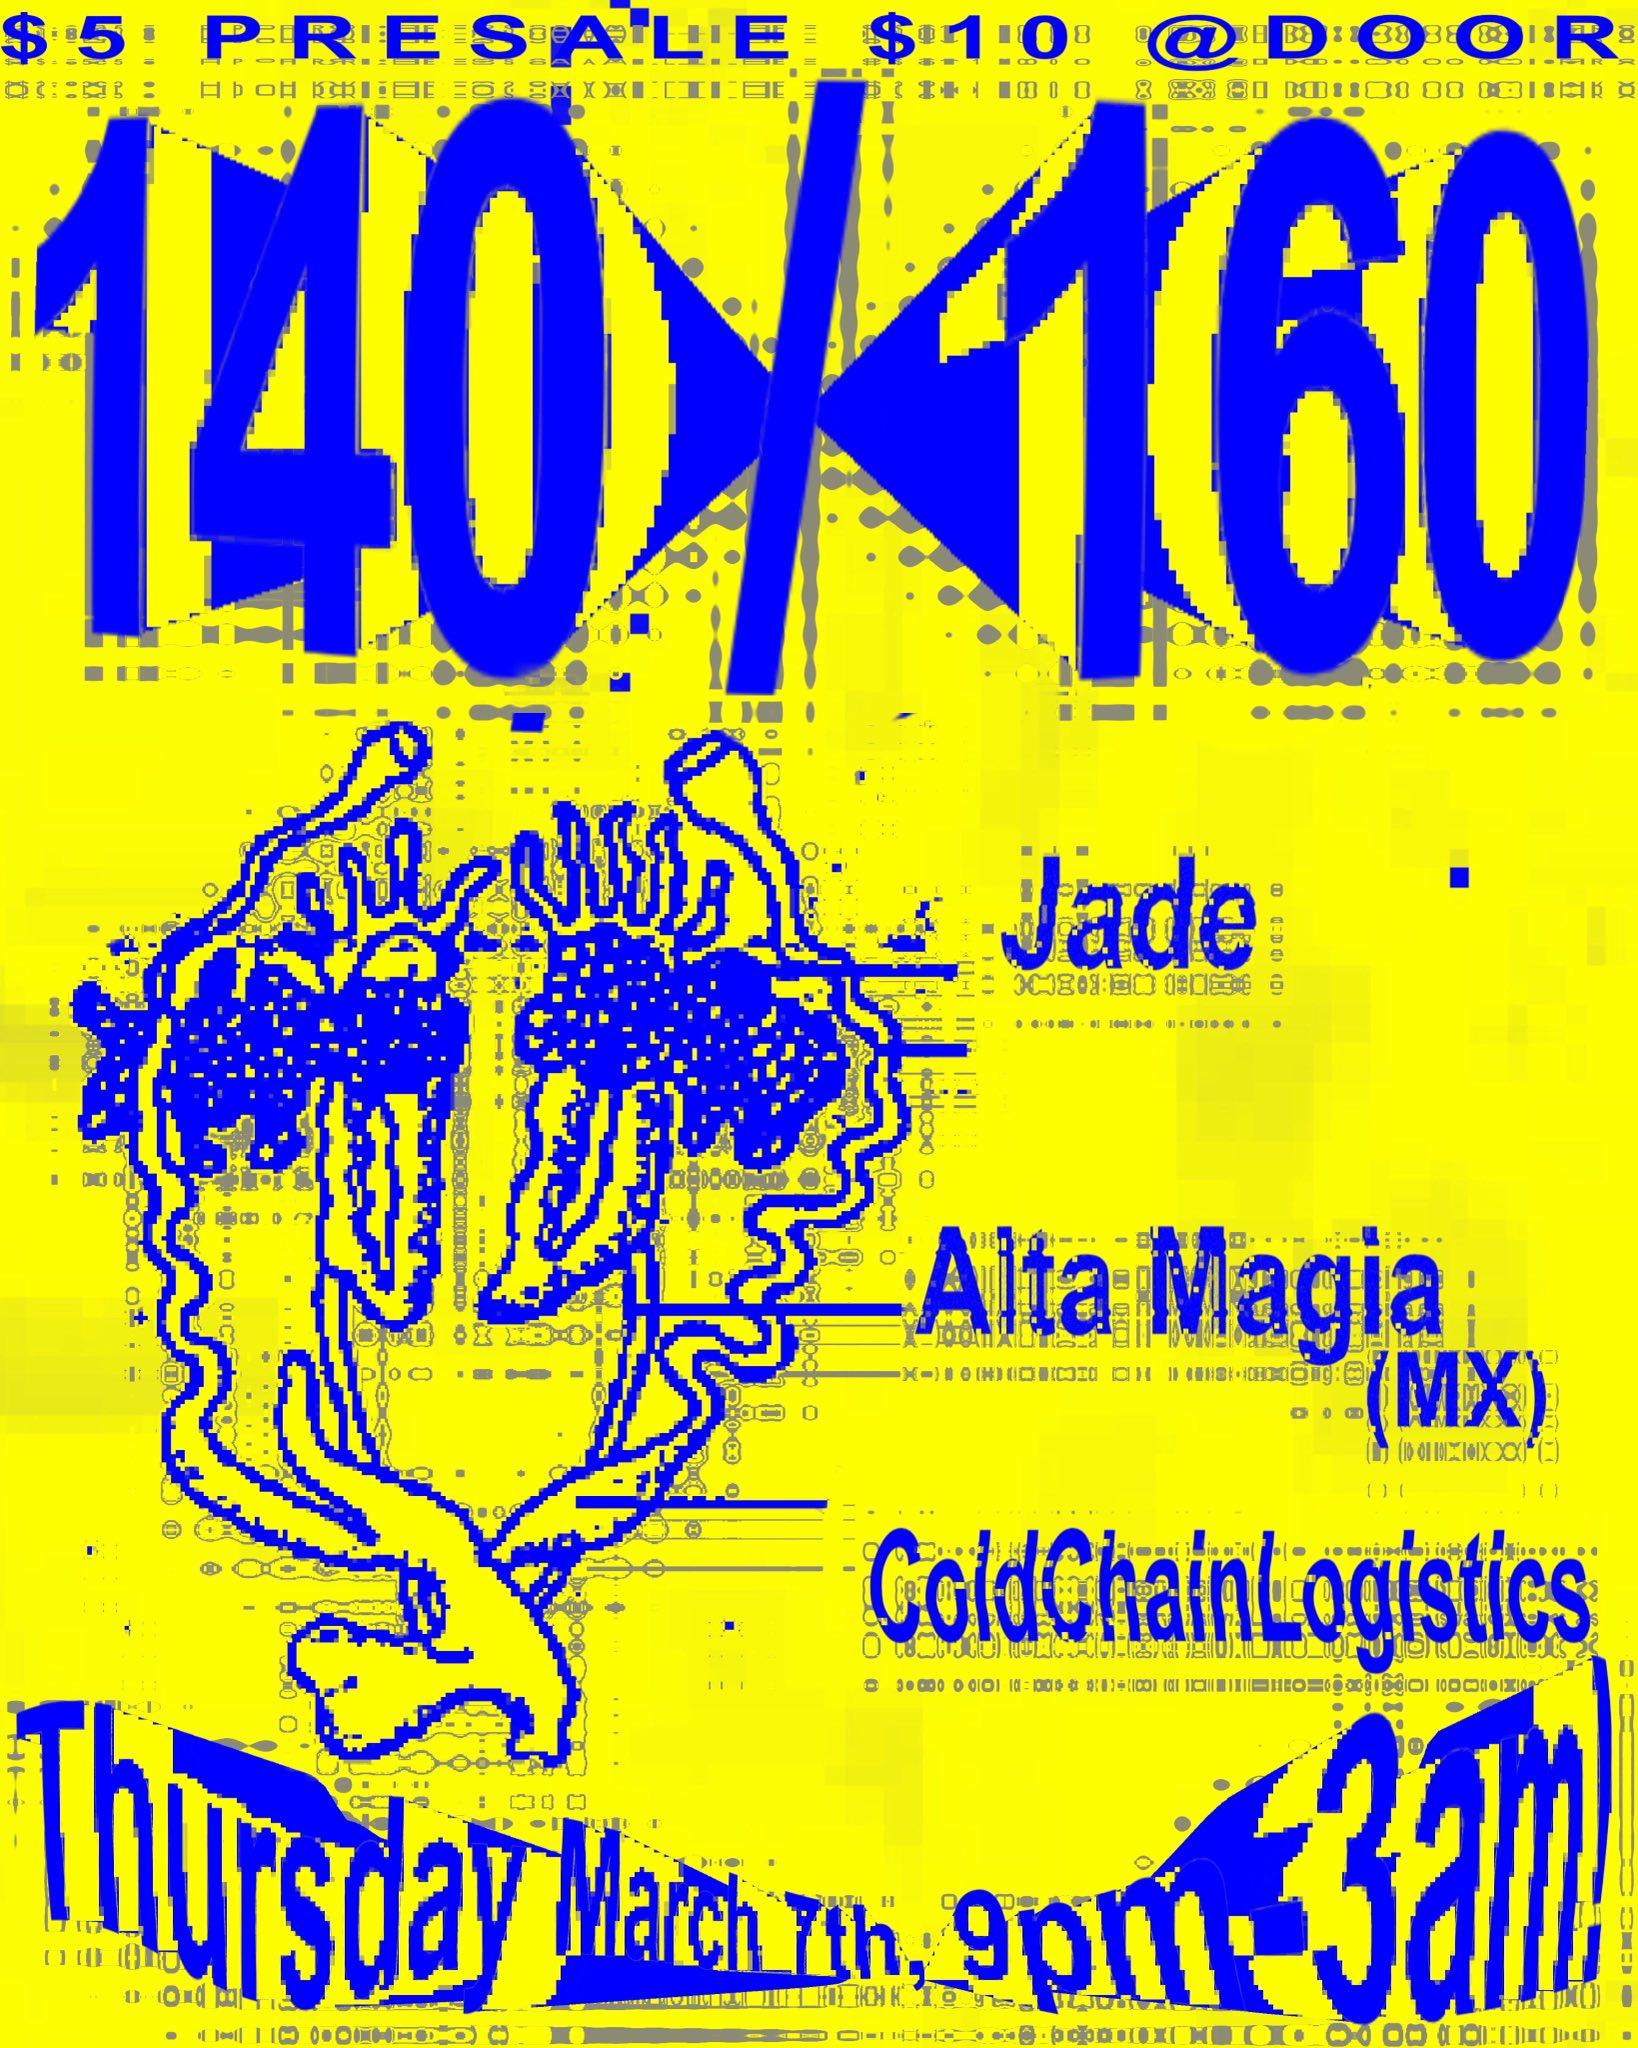 $5 PRESALE $10 @DOOR
140/160
Jade
Alta Magia
(MX)
ColdChainLogistics
Thursday March 7th, 9pm-3am!